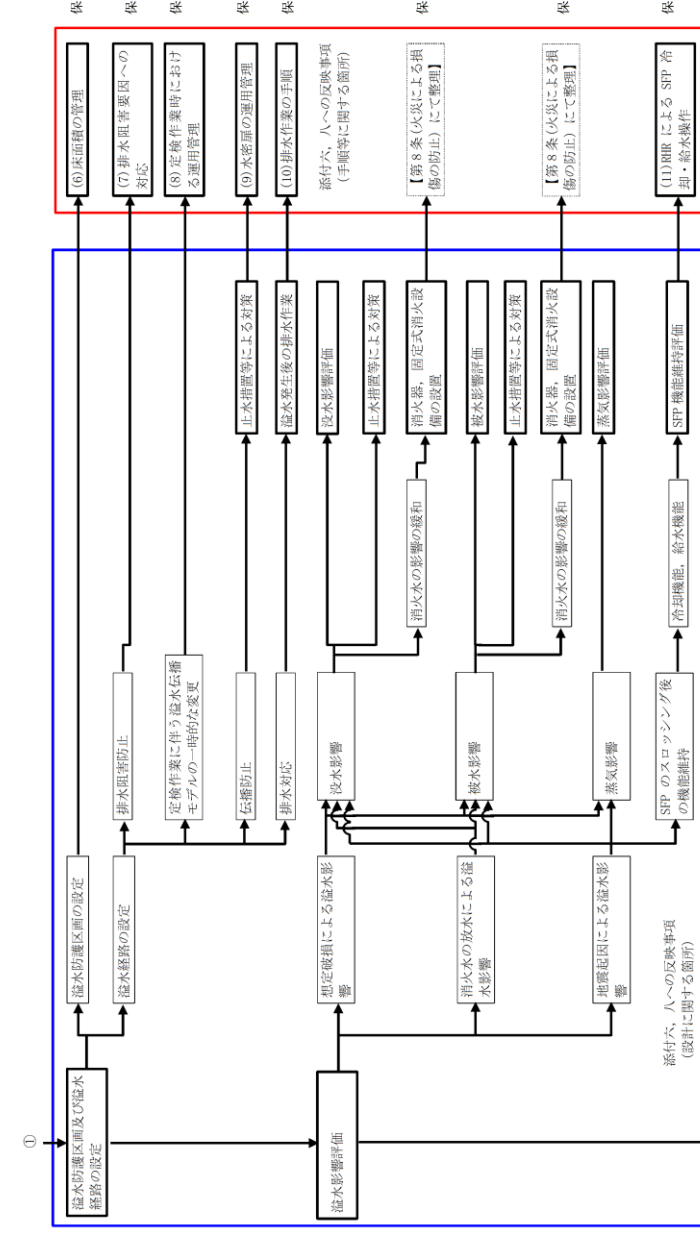 ①
溢水防護区画及び溢水
経路の設定
溢水防護区画の設定
(6)床面積の管理
保
溢水経路の設定
排水阻害防止
(7)排水阻害要因への
対応
保
定検作業に伴う溢水伝播
モデルの一時的な変更
(8)定検作業時におけ
る運用管理
保
伝播防止
止水措置等による対策
(9)水密扉の運用管理
保
排水対応
溢水発生後の排水作業
(10)排水作業の手順
保
溢水影響評価
想定破損による溢水影
響
没水影響
没水影響評価
添付六，八への反映事項
(手順等に関する箇所)
止水措置等による対策
消火水の影響の緩和
消火器，固定式消火設
備の設置
【第8条(火災による損
傷の防止)にて整理】
保
消火水の放水による溢
水影響
被水影響
被水影響評価
止水措置等による対策
消火水の影響の緩和
消火器，固定式消火設
備の設置
【第8条(火災による損
傷の防止)にて整理】
保
地震起因による溢水影
響
蒸気影響
蒸気影響評価
添付六，八への反映事項
(設計に関する箇所)
SFP のスロッシング後
の機能維持
冷却機能，給水機能
SFP 機能維持評価
(11)RHR による SFP 冷
却・給水操作
保